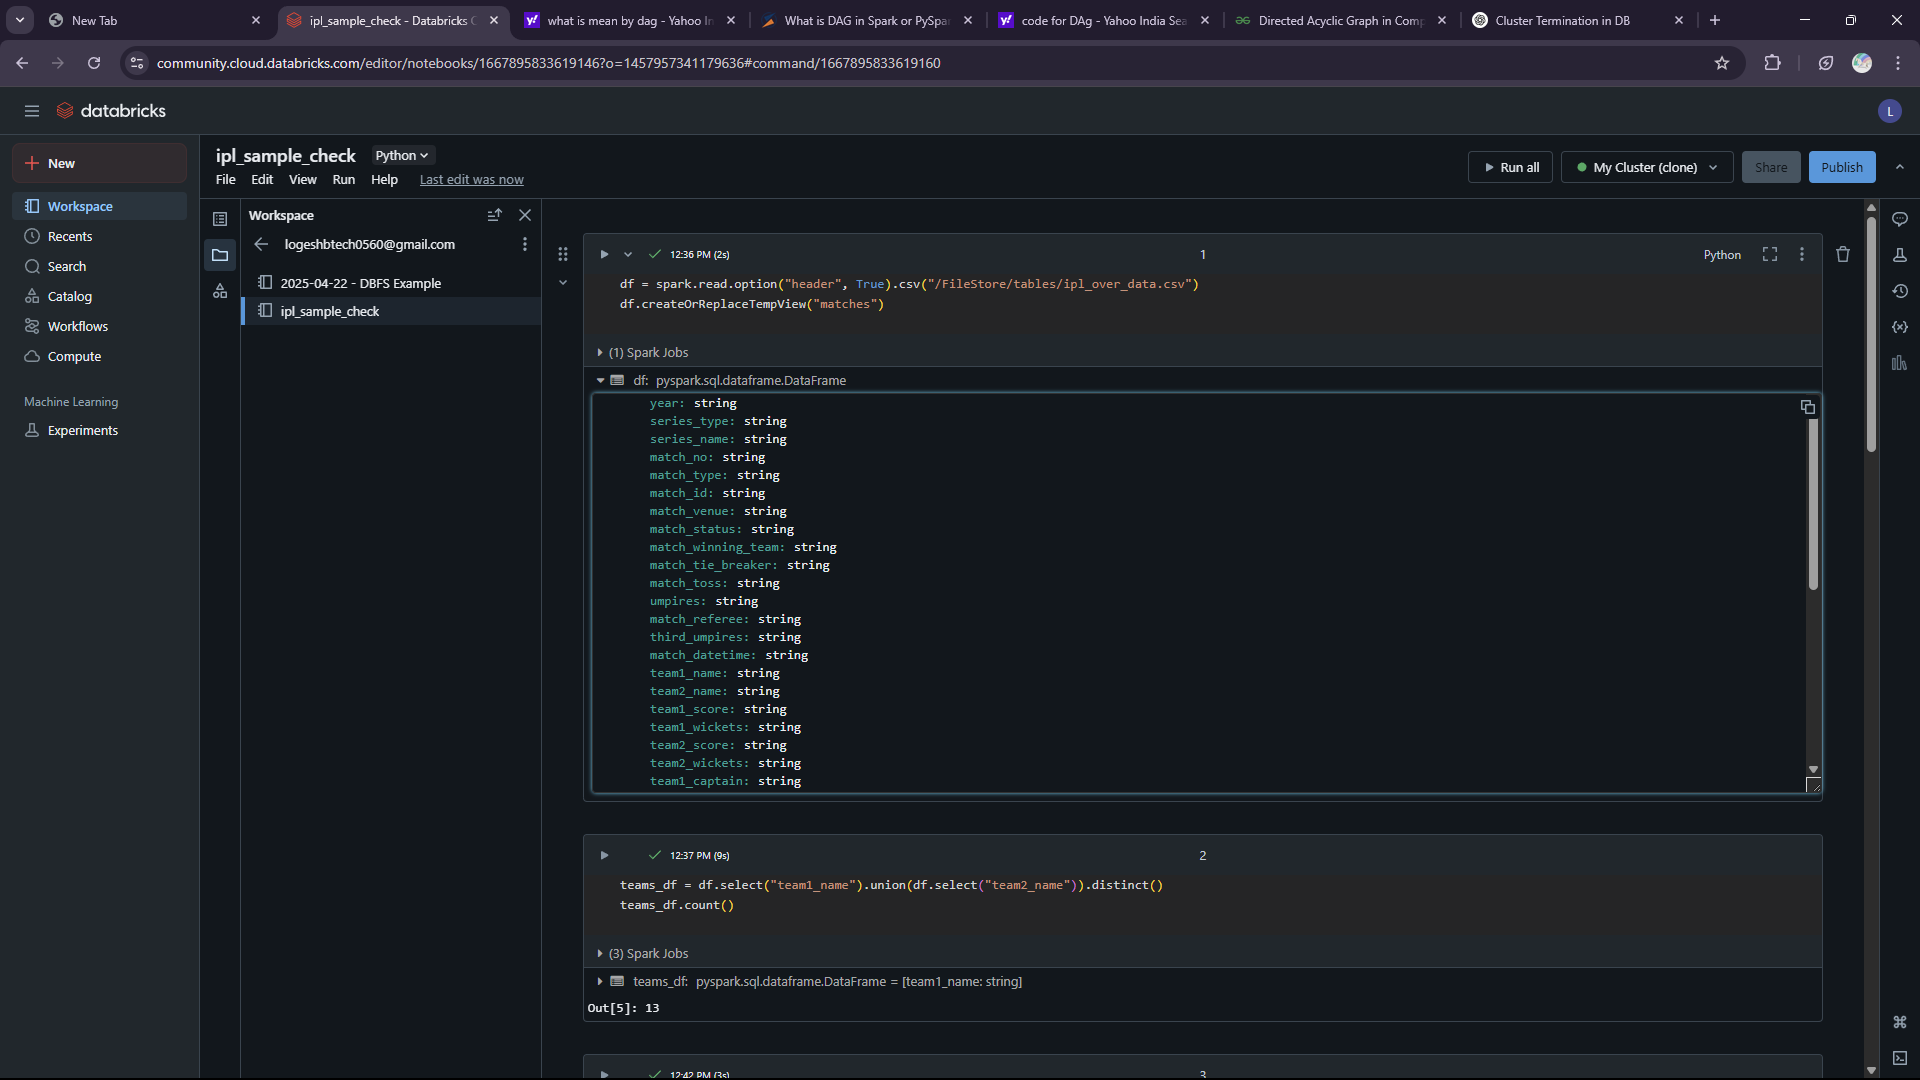 New Tab
ipl_sample_check - Databricks C
what is mean by dag - Yahoo In
What is DAG in Spark or PySpar
code for DAg - Yahoo India Sea
Directed Acyclic Graph in Comp
Cluster Termination in DB
community.cloud.databricks.com/editor/notebooks/1667895833619146?o=1457957341179636#command/1667895833619160
databricks
L
New
Workspace
Recents
Search
Catalog
Workflows
Compute
Machine Learning
Experiments
ipl_sample_check
Python
File Edit View Run Help Last edit was now
Run all
My Cluster (clone)
Share
Publish
Workspace
logeshbtech0560@gmail.com
2025-04-22 - DBFS Example
ipl_sample_check
12:36 PM (2s)
1
Python
df = spark.read.option("header", True).csv("/FileStore/tables/ipl_over_data.csv")
df.createOrReplaceTempView("matches")
(1) Spark Jobs
df: pyspark.sql.dataframe.DataFrame
year: string
series_type: string
series_name: string
match_no: string
match_type: string
match_id: string
match_venue: string
match_status: string
match_winning_team: string
match_tie_breaker: string
match_toss: string
umpires: string
match_referee: string
third_umpires: string
match_datetime: string
team1_name: string
team2_name: string
team1_score: string
team1_wickets: string
team2_score: string
team2_wickets: string
team1_captain: string
12:37 PM (9s)
2
teams_df = df.select("team1_name").union(df.select("team2_name")).distinct()
teams_df.count()
(3) Spark Jobs
teams_df: pyspark.sql.dataframe.DataFrame = [team1_name: string]
Out[5]: 13
12:42 PM (3s)
3